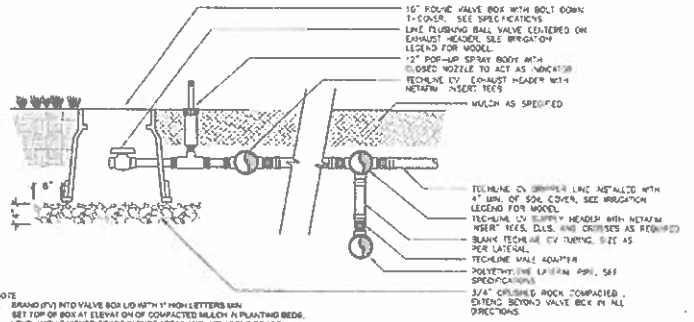 16" ROUND VALVE BOX WITH BOLT DOWN
T-COVER. SEE SPECIFICATIONS
LINE FLUSHING BALL VALVE CENTERED ON
EXHAUST HEADER, SEE IRRIGATION
LEGEND FOR MODEL.
12" POP-UP SPRAY BODY WITH
CLOSED NOZZLE TO ACT AS INDICATOR
TECHLINE CV EXHAUST HEADER WITH
NETAFIM INSERT TEES
MULCH AS SPECIFIED
TECHLINE CV DRIPPER LINE INSTALLED WITH
4" MIN. OF SOIL COVER, SEE IRRIGATION
LEGEND FOR MODEL
TECHLINE CV SUPPLY HEADER WITH NETAFIM
INSERT TEES, ELLS, AND CROSSES AS REQUIRED
BLANK TECHLINE CV TUBING, SIZE AS
PER LATERAL.
TECHLINE MALE ADAPTER
POLYETHYLENE LATERAL PIPE, SEE
SPECIFICATIONS
3/4" CRUSHED ROCK COMPACTED,
EXTEND BEYOND VALVE BOX IN ALL
DIRECTIONS.
6"
4"
NOTE
BRAND (FV) INTO VALVE BOX LID WITH 1" HIGH LETTERS MIN
SET TOP OF BOX AT ELEVATION OF COMPACTED MULCH IN PLANTING BEDS,